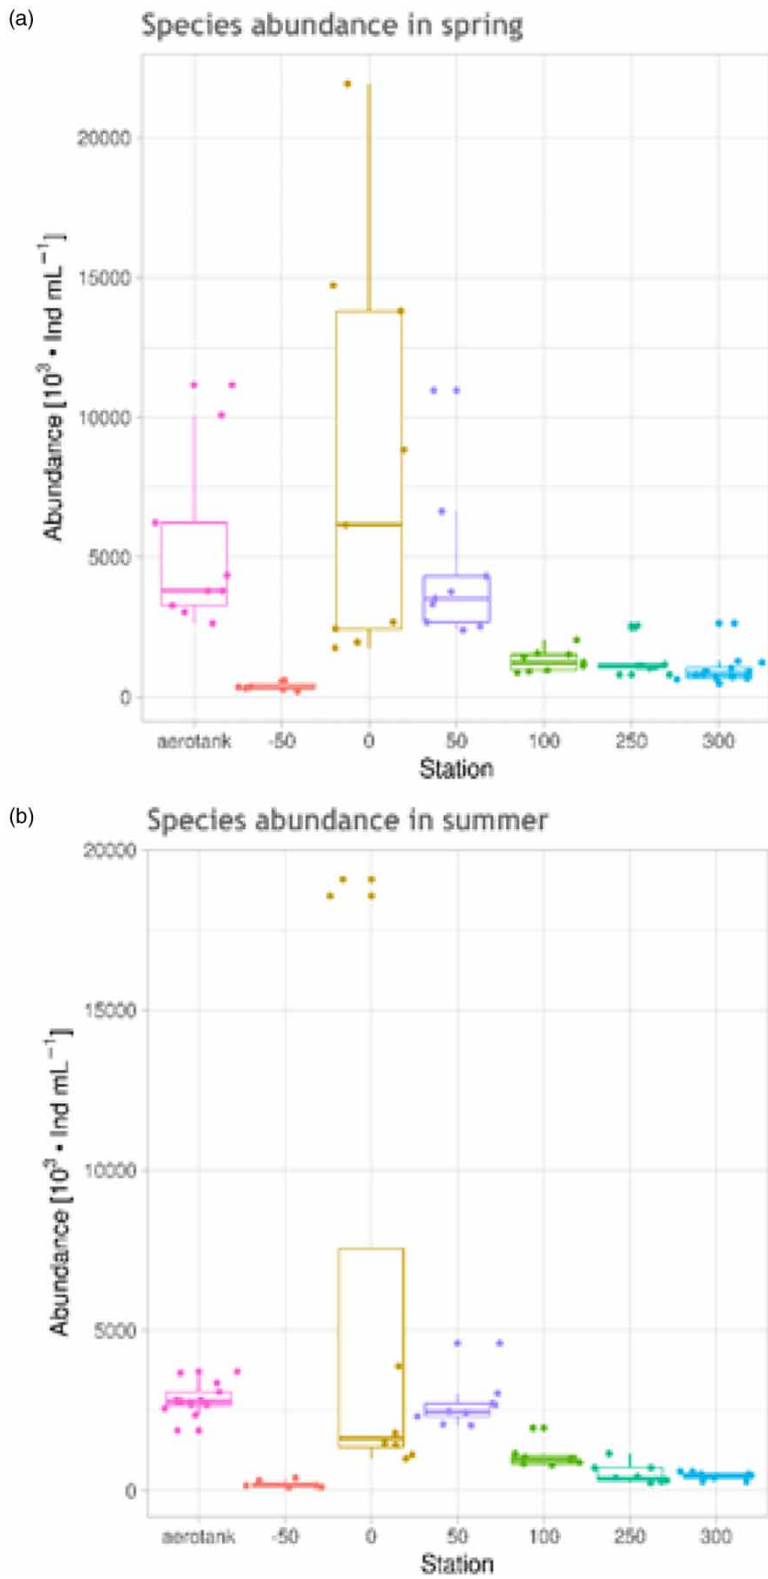 (a)
Species abundance in spring
20000
15000
10000
5000
0
Abundance [10³ • Ind mL⁻¹]
aerotank -50 0 50 100 250 300
Station
(b)
Species abundance in summer
20000
15000
10000
5000
0
Abundance [10³ • Ind mL⁻¹]
aerotank -50 0 50 100 250 300
Station